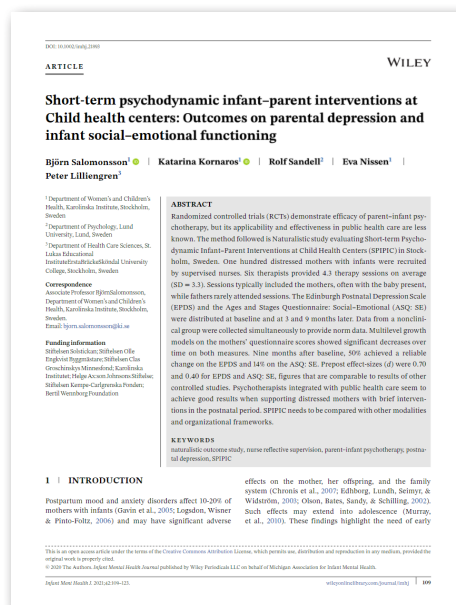 DOI: 10.1002/imhj.21893
ARTICLE
WILEY
Short-term psychodynamic infant–parent interventions at
Child health centers: Outcomes on parental depression and
infant social–emotional functioning
Björn Salomonsson¹ | Katarina Kornaros¹ | Rolf Sandell² | Eva Nissen¹ |
Peter Lilliengren³
¹ Department of Women and Children's
Health, Karolinska Institute, Stockholm,
Sweden
² Department of Psychology, Lund
University, Lund, Sweden
³ Department of Health Care Sciences, St.
Lukas Educational
InstituteErstaBräckeSköndal University
College, Stockholm, Sweden
Correspondence
Associate Professor BjörnSalomonsson,
Department of Women and Children's
Health, Karolinska Institutet, Stockholm,
Sweden.
Email: bjorn.salomonsson@ki.se
Funding information
Stiftelsen Solstickan; Stiftelsen Olle
Engkvist Byggmästare; Stiftelsen Clas
Groschinskys Minnesfond; Karolinska
Institutet; Helge Ax:son Johnsons Stiftelse;
Stiftelsen Kempe-Carlgrenska Fonden;
Bertil Wennborg Foundation
ABSTRACT
Randomized controlled trials (RCTs) demonstrate efficacy of parent–infant psy-
chotherapy, but its applicability and effectiveness in public health care are less
known. The method followed is Naturalistic study evaluating Short-term Psycho-
dynamic Infant–Parent Interventions at Child Health Centers (SPIPIC) in Stock-
holm, Sweden. One hundred distressed mothers with infants were recruited
by supervised nurses. Six therapists provided 4.3 therapy sessions on average
(SD = 3.3). Sessions typically included the mothers, often with the baby present,
while fathers rarely attended sessions. The Edinburgh Postnatal Depression Scale
(EPDS) and the Ages and Stages Questionnaire: Social–Emotional (ASQ: SE)
were distributed at baseline and at 3 and 9 months later. Data from a nonclini-
cal group were collected simultaneously to provide norm data. Multilevel growth
models on the mothers' questionnaire scores showed significant decreases over
time on both measures. Nine months after baseline, 50% achieved a reliable
change on the EPDS and 14% on the ASQ: SE. Prepost effect-sizes (d) were 0.70
and 0.40 for EPDS and ASQ: SE, figures that are comparable to results of other
controlled studies. Psychotherapists integrated with public health care seem to
achieve good results when supporting distressed mothers with brief interven-
tions in the postnatal period. SPIPIC needs to be compared with other modalities
and organizational frameworks.
KEYWORDS
naturalistic outcome study, nurse reflective supervision, parent–infant psychotherapy, postna-
tal depression, SPIPIC
1 | INTRODUCTION
Postpartum mood and anxiety disorders affect 10-20% of
mothers with infants (Gavin et al., 2005; Logsdon, Wisner
& Pinto-Foltz, 2006) and may have significant adverse
effects on the mother, her offspring, and the family
system (Chronis et al., 2007; Edhborg, Lundh, Seimyr, &
Widström, 2003; Olson, Bates, Sandy, & Schilling, 2002).
Such effects may extend into adolescence (Murray,
et al., 2010). These findings highlight the need of early
This is an open access article under the terms of the Creative Commons Attribution License, which permits use, distribution and reproduction in any medium, provided the
original work is properly cited.
© 2020 The Authors. Infant Mental Health Journal published by Wiley Periodicals LLC on behalf of Michigan Association for Infant Mental Health.
Infant Ment Health J. 2021;42:109–123.
wileyonlinelibrary.com/journal/imhj | 109